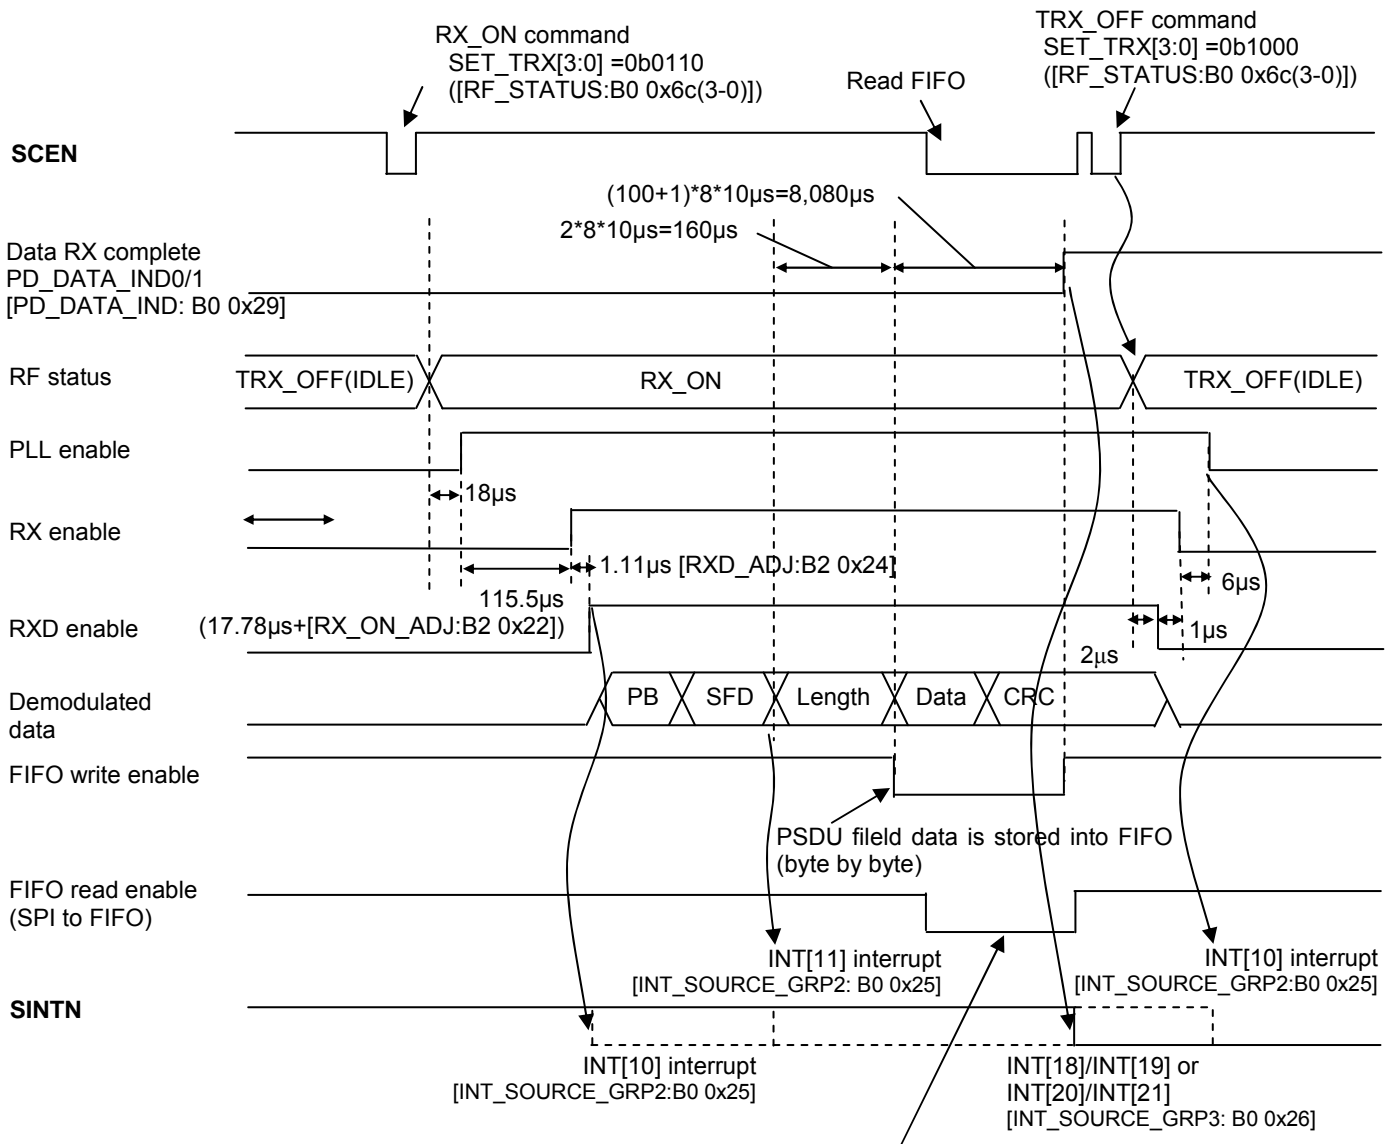 RX_ON command
SET_TRX[3:0] =0b0110
([RF_STATUS:B0 0x6c(3-0)])
Read FIFO
TRX_OFF command
SET_TRX[3:0] =0b1000
([RF_STATUS:B0 0x6c(3-0)])
SCEN
(100+1)*8*10µs=8,080µs
2*8*10µs=160µs
Data RX complete
PD_DATA_IND0/1
[PD_DATA_IND: B0 0x29]
RF status
TRX_OFF(IDLE)
RX_ON
TRX_OFF(IDLE)
PLL enable
18µs
RX enable
1.11µs [RXD_ADJ:B2 0x24]
6µs
115.5µs
(17.78µs+[RX_ON_ADJ:B2 0x22])
RXD enable
1µs
2µs
Demodulated
data
PB
SFD
Length
Data
CRC
FIFO write enable
PSDU fileld data is stored into FIFO
(byte by byte)
FIFO read enable
(SPI to FIFO)
INT[11] interrupt
[INT_SOURCE_GRP2: B0 0x25]
INT[10] interrupt
[INT_SOURCE_GRP2:B0 0x25]
SINTN
INT[10] interrupt
[INT_SOURCE_GRP2:B0 0x25]
INT[18]/INT[19] or
INT[20]/INT[21]
[INT_SOURCE_GRP3: B0 0x26]